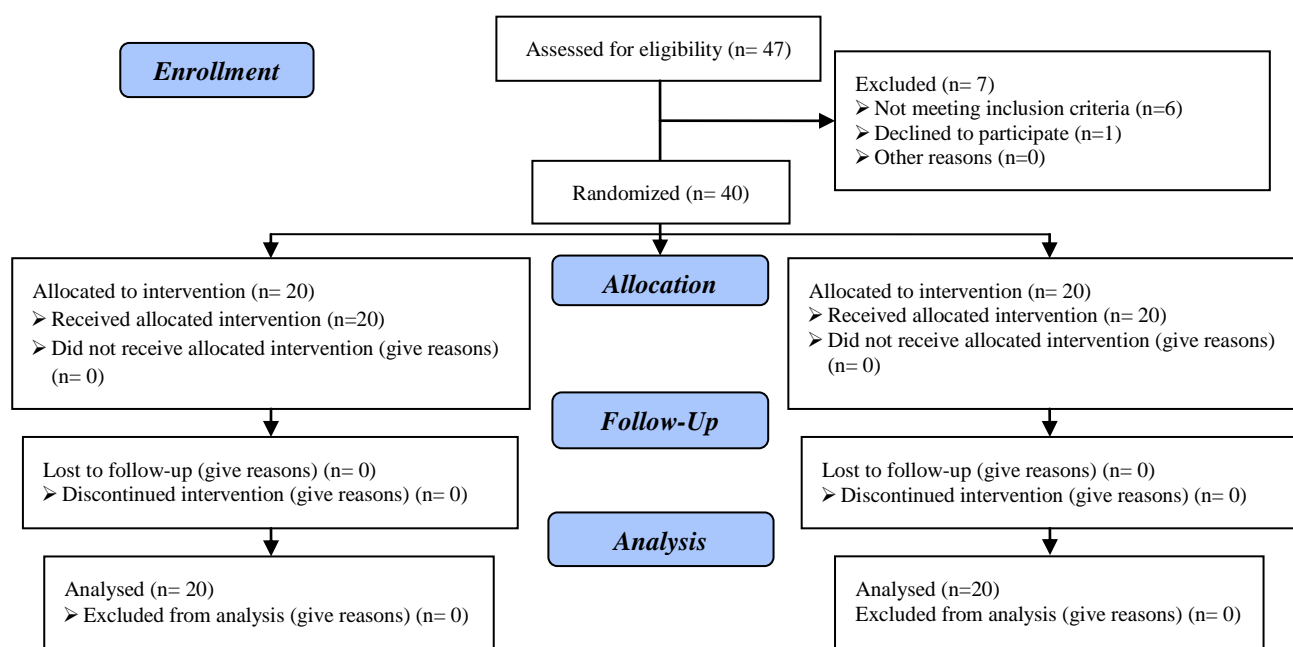 Enrollment
Assessed for eligibility (n= 47)
Excluded (n= 7)
➢ Not meeting inclusion criteria (n=6)
➢ Declined to participate (n=1)
➢ Other reasons (n=0)
Randomized (n= 40)
Allocation
Allocated to intervention (n= 20)
➢ Received allocated intervention (n=20)
➢ Did not receive allocated intervention (give reasons)
(n= 0)
Allocated to intervention (n= 20)
➢ Received allocated intervention (n= 20)
➢ Did not receive allocated intervention (give reasons)
(n= 0)
Follow-Up
Lost to follow-up (give reasons) (n= 0)
➢ Discontinued intervention (give reasons) (n= 0)
Lost to follow-up (give reasons) (n= 0)
➢ Discontinued intervention (give reasons) (n= 0)
Analysis
Analysed (n= 20)
➢ Excluded from analysis (give reasons) (n= 0)
Analysed (n=20)
Excluded from analysis (give reasons) (n= 0)